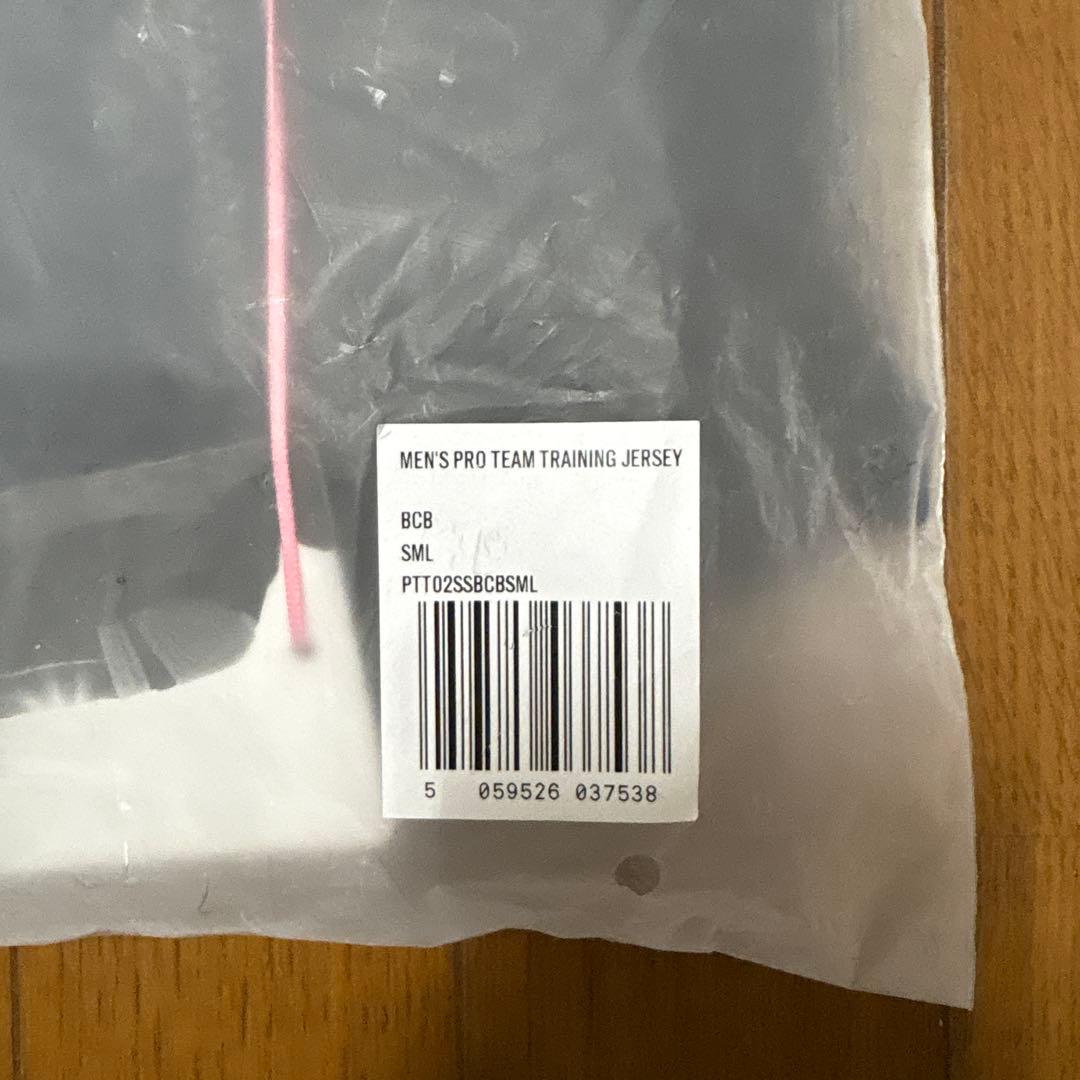 MEN'S PRO TEAM TRAINING JERSEY
BCB
SML
PTT02SSBCBSML
5 059526 037538